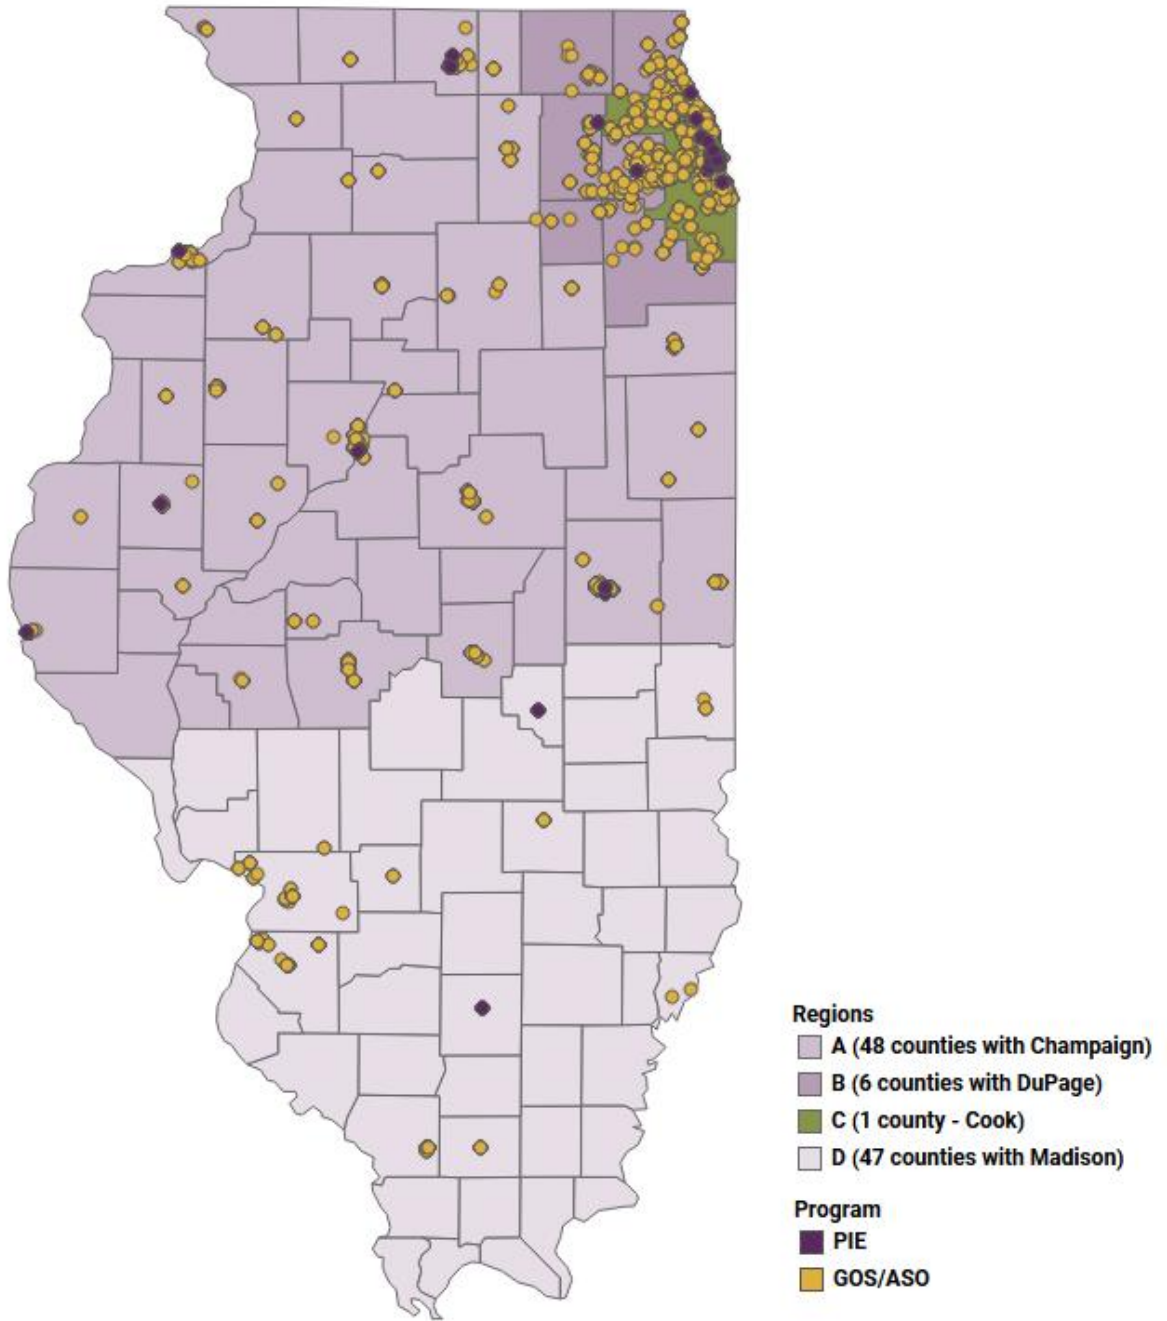 Regions
A (48 counties with Champaign)
B (6 counties with DuPage)
C (1 county - Cook)
D (47 counties with Madison)
Program
PIE
GOS/ASO